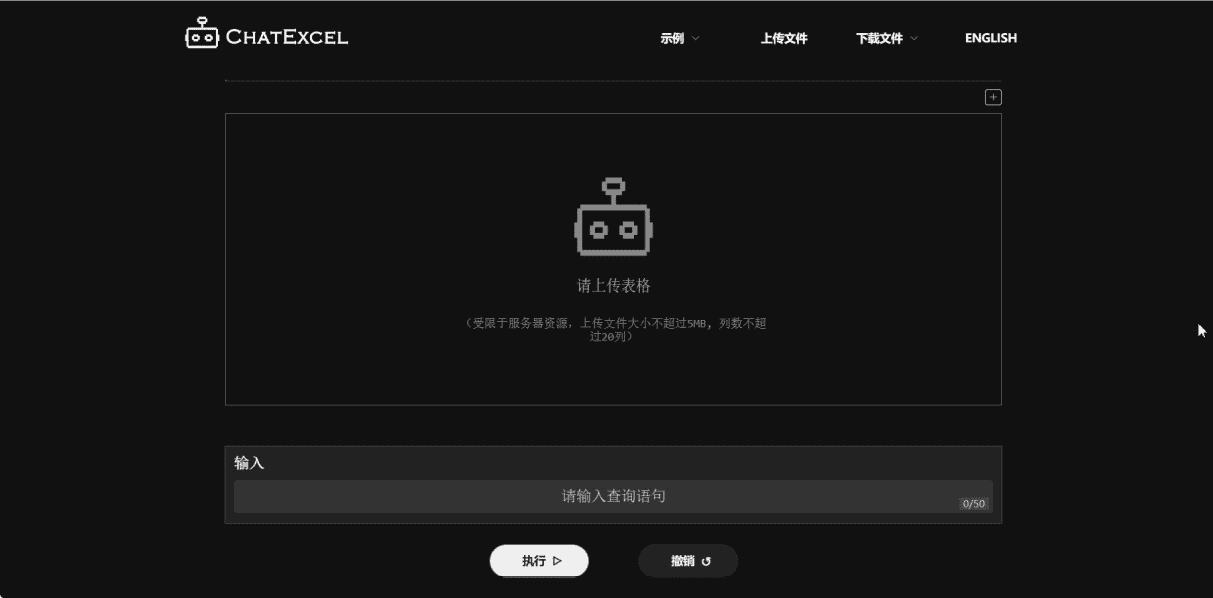 CHATEXCEL
示例
上传文件
下载文件
ENGLISH
请上传表格
（受限于服务器资源，上传文件大小不超过5MB，列数不超
过20列）
输入
请输入查询语句
0/50
执行
撤销